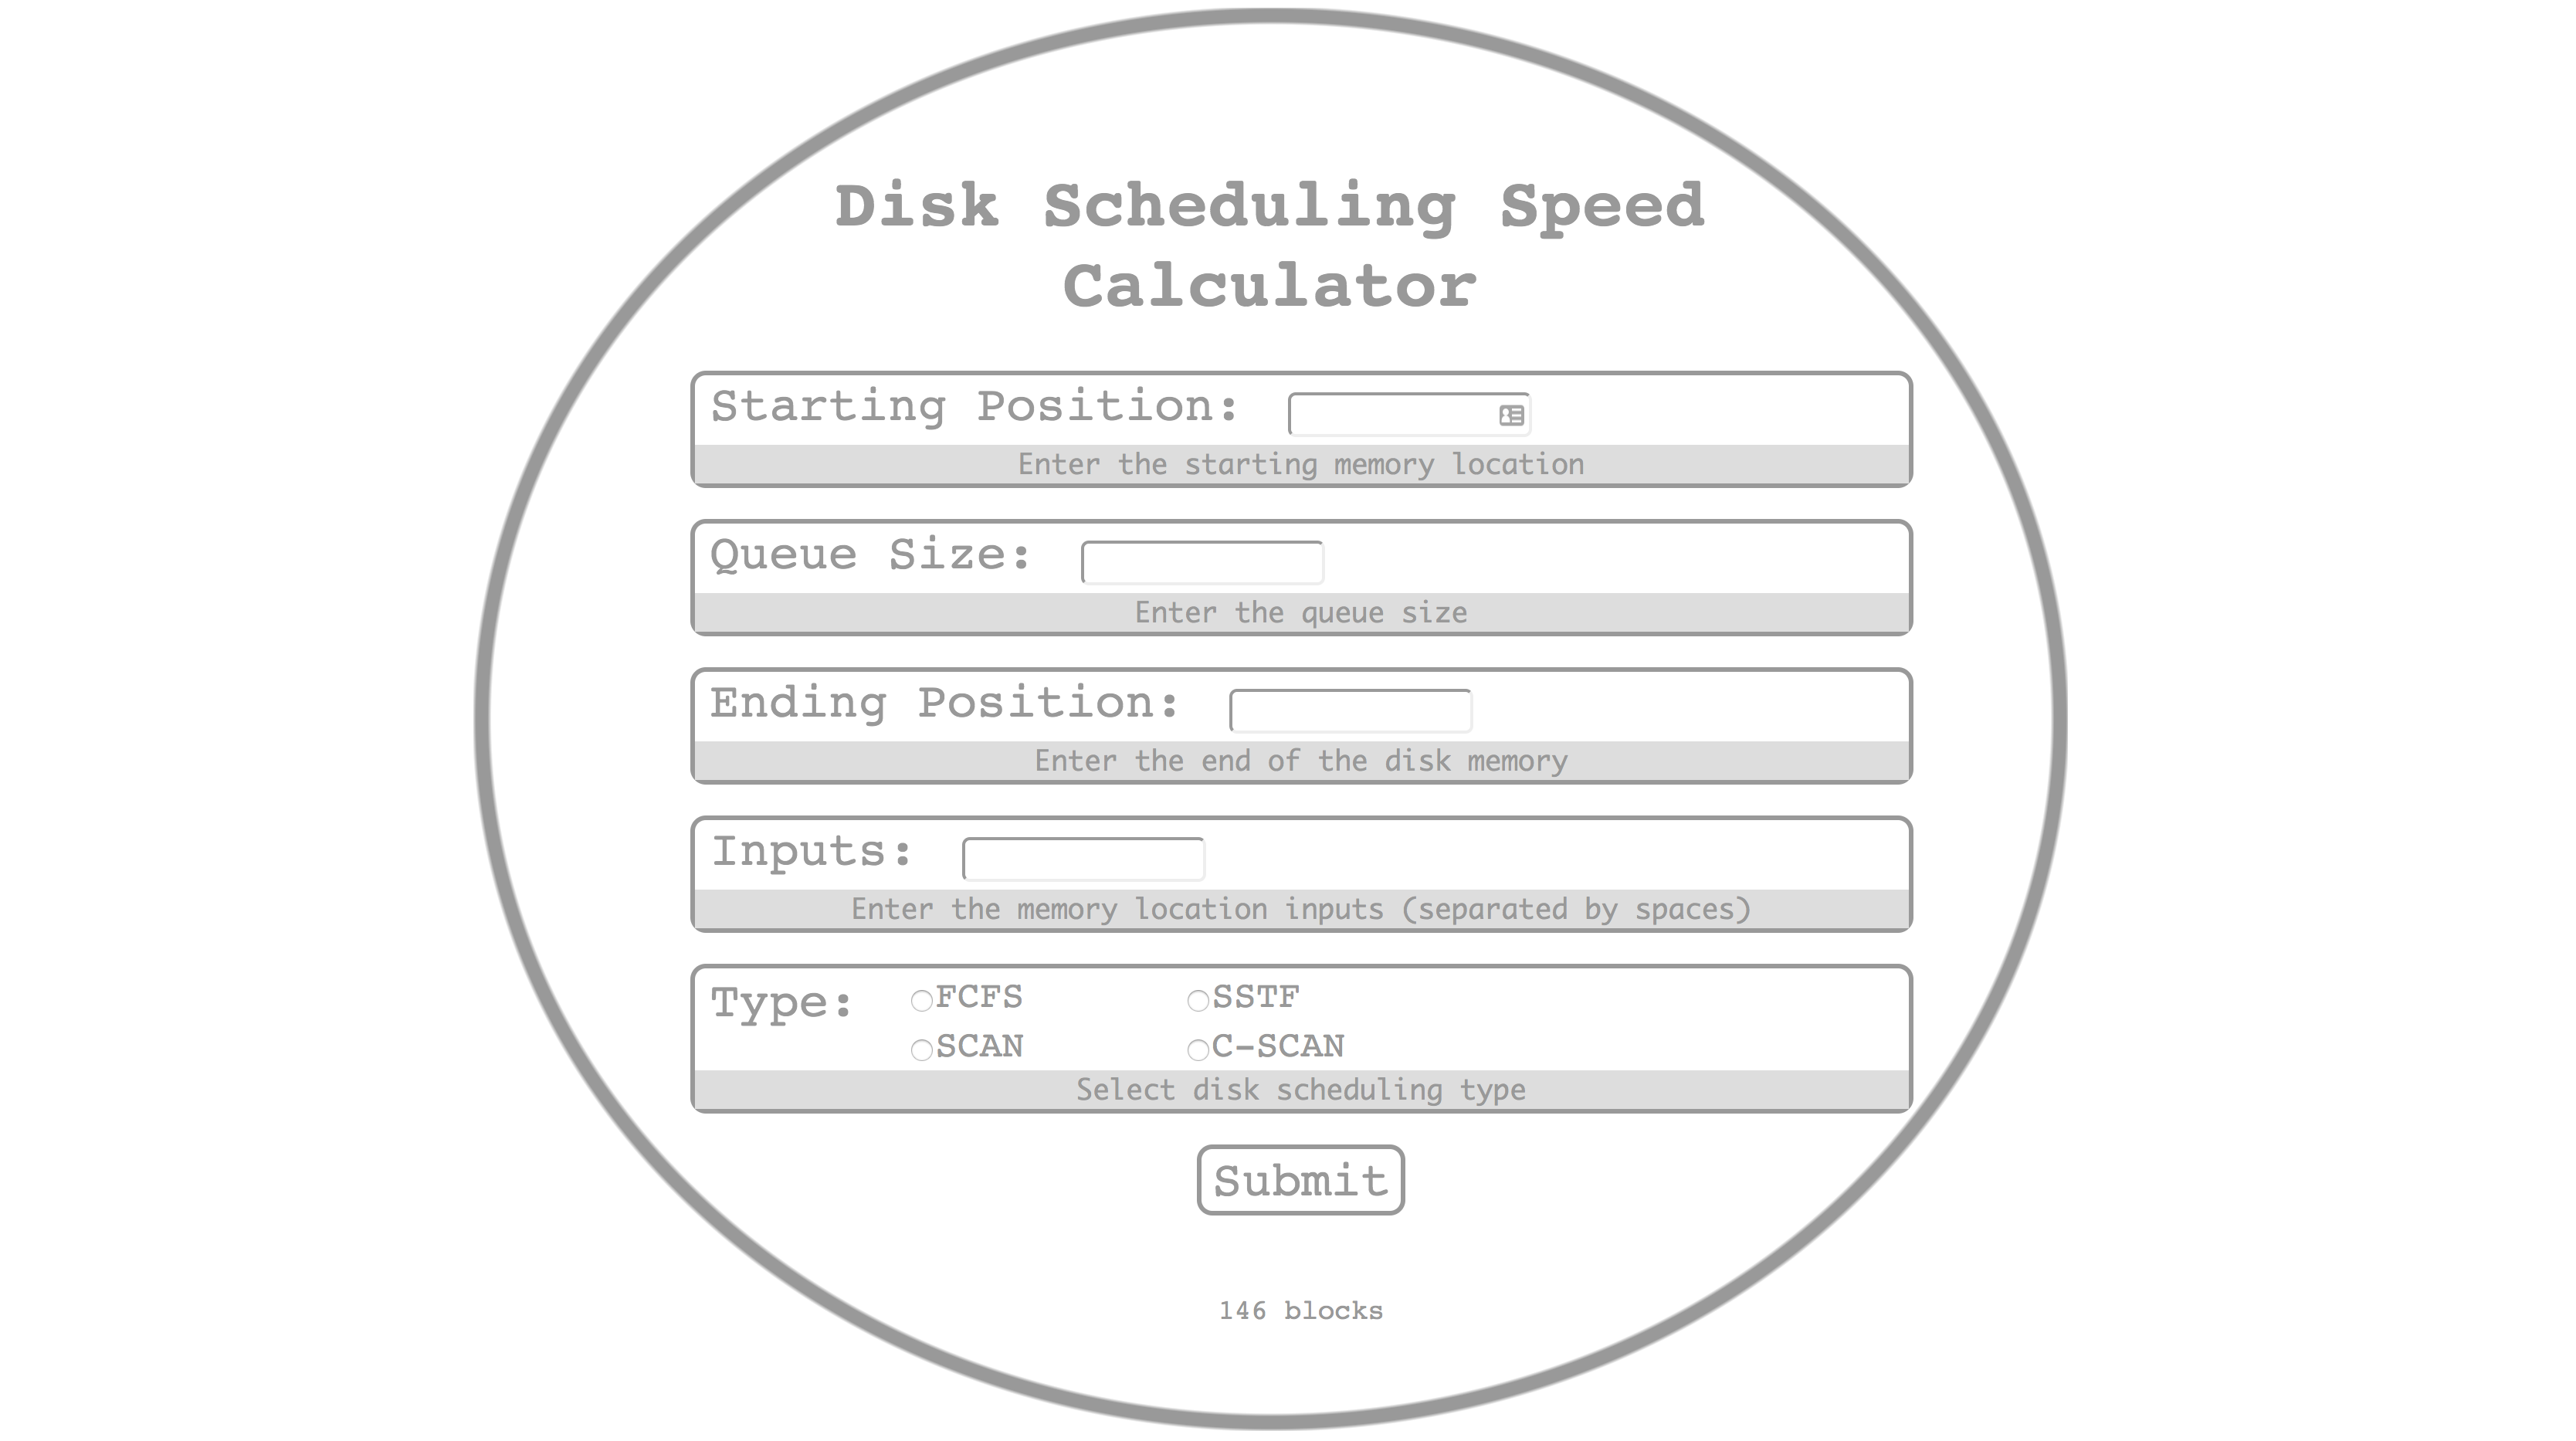 Disk Scheduling Speed
Calculator
Starting Position:
Enter the starting memory location
Queue Size:
Enter the queue size
Ending Position:
Enter the end of the disk memory
Inputs:
Enter the memory location inputs (separated by spaces)
Type: FCFS SSTF
SCAN C-SCAN
Select disk scheduling type
Submit
146 blocks